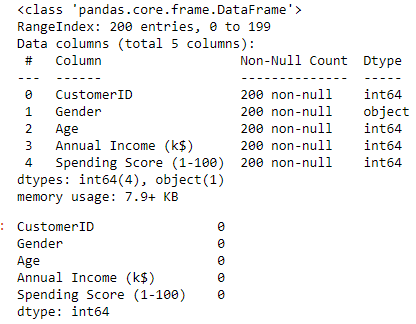 <class 'pandas.core.frame.DataFrame'>
RangeIndex: 200 entries, 0 to 199
Data columns (total 5 columns):
 #   Column                  Non-Null Count  Dtype
---  ------                  --------------  -----
 0   CustomerID              200 non-null    int64
 1   Gender                  200 non-null    object
 2   Age                     200 non-null    int64
 3   Annual Income (k$)      200 non-null    int64
 4   Spending Score (1-100)  200 non-null    int64
dtypes: int64(4), object(1)
memory usage: 7.9+ KB
: CustomerID                0
Gender                    0
Age                       0
Annual Income (k$)        0
Spending Score (1-100)    0
dtype: int64